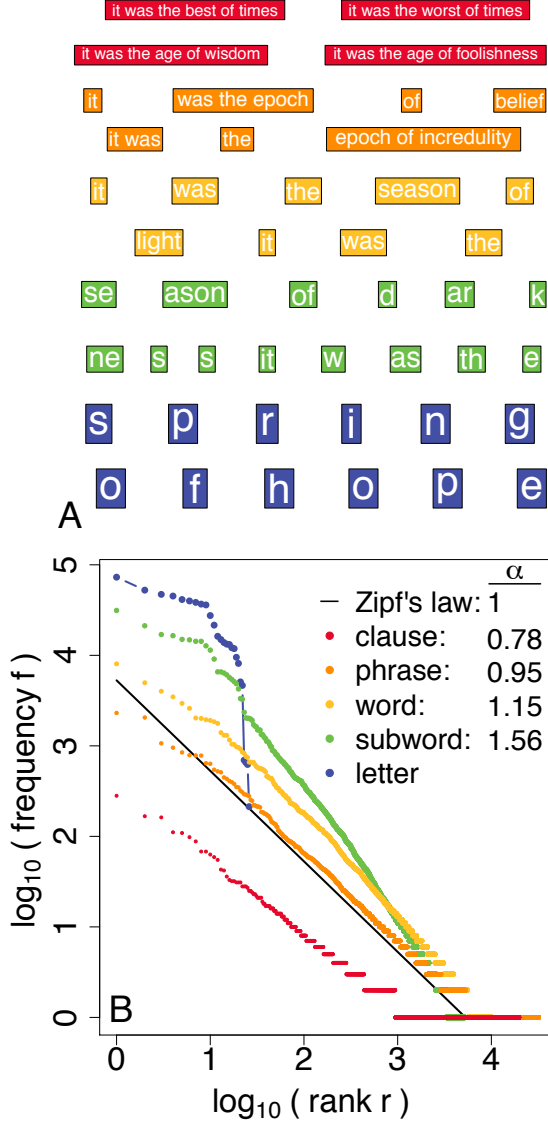 it was the best of times it was the worst of times
it was the age of wisdom it was the age of foolishness
it was the epoch of belief
it was the epoch of incredulity
it was the season of
light it was the
se ason of d ar k
ne s s it w as th e
s p r i n g
o f h o p e
A
α
Zipf's law: 1
clause: 0.78
phrase: 0.95
word: 1.15
subword: 1.56
letter
log10 ( frequency f )
5
4
3
2
1
0
B
0 1 2 3 4
log10 ( rank r )